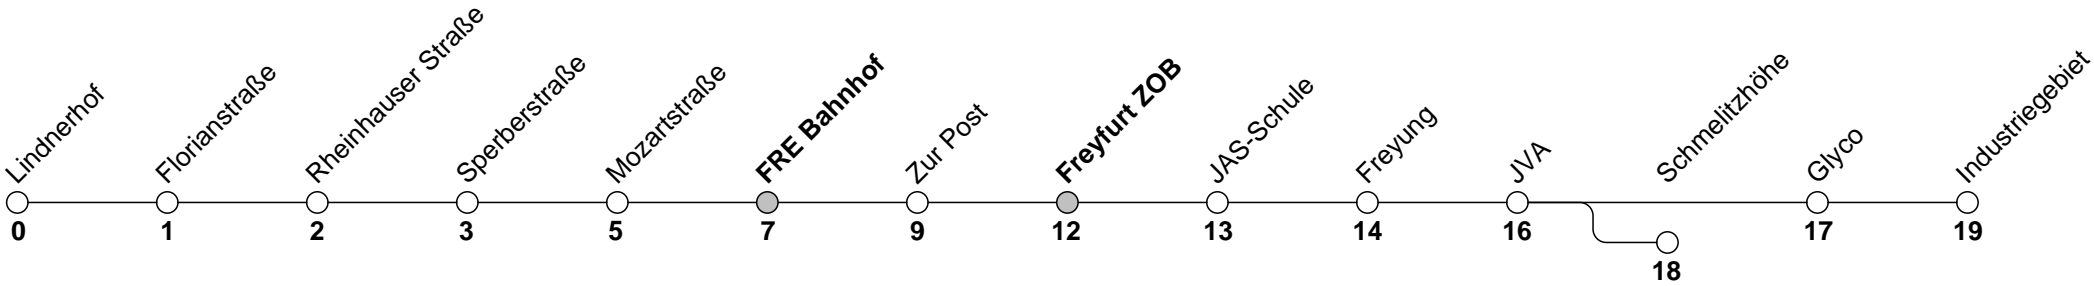 Lindnerhof
Florianstraße
Rheinhauser Straße
Sperberstraße
Mozartstraße
FRE Bahnhof
Zur Post
Freyfurt ZOB
JAS-Schule
Freyung
JVA
Schmelitzhöhe
Glyco
Industriegebiet
0
1
2
3
5
7
9
12
13
14
16
17
19
18